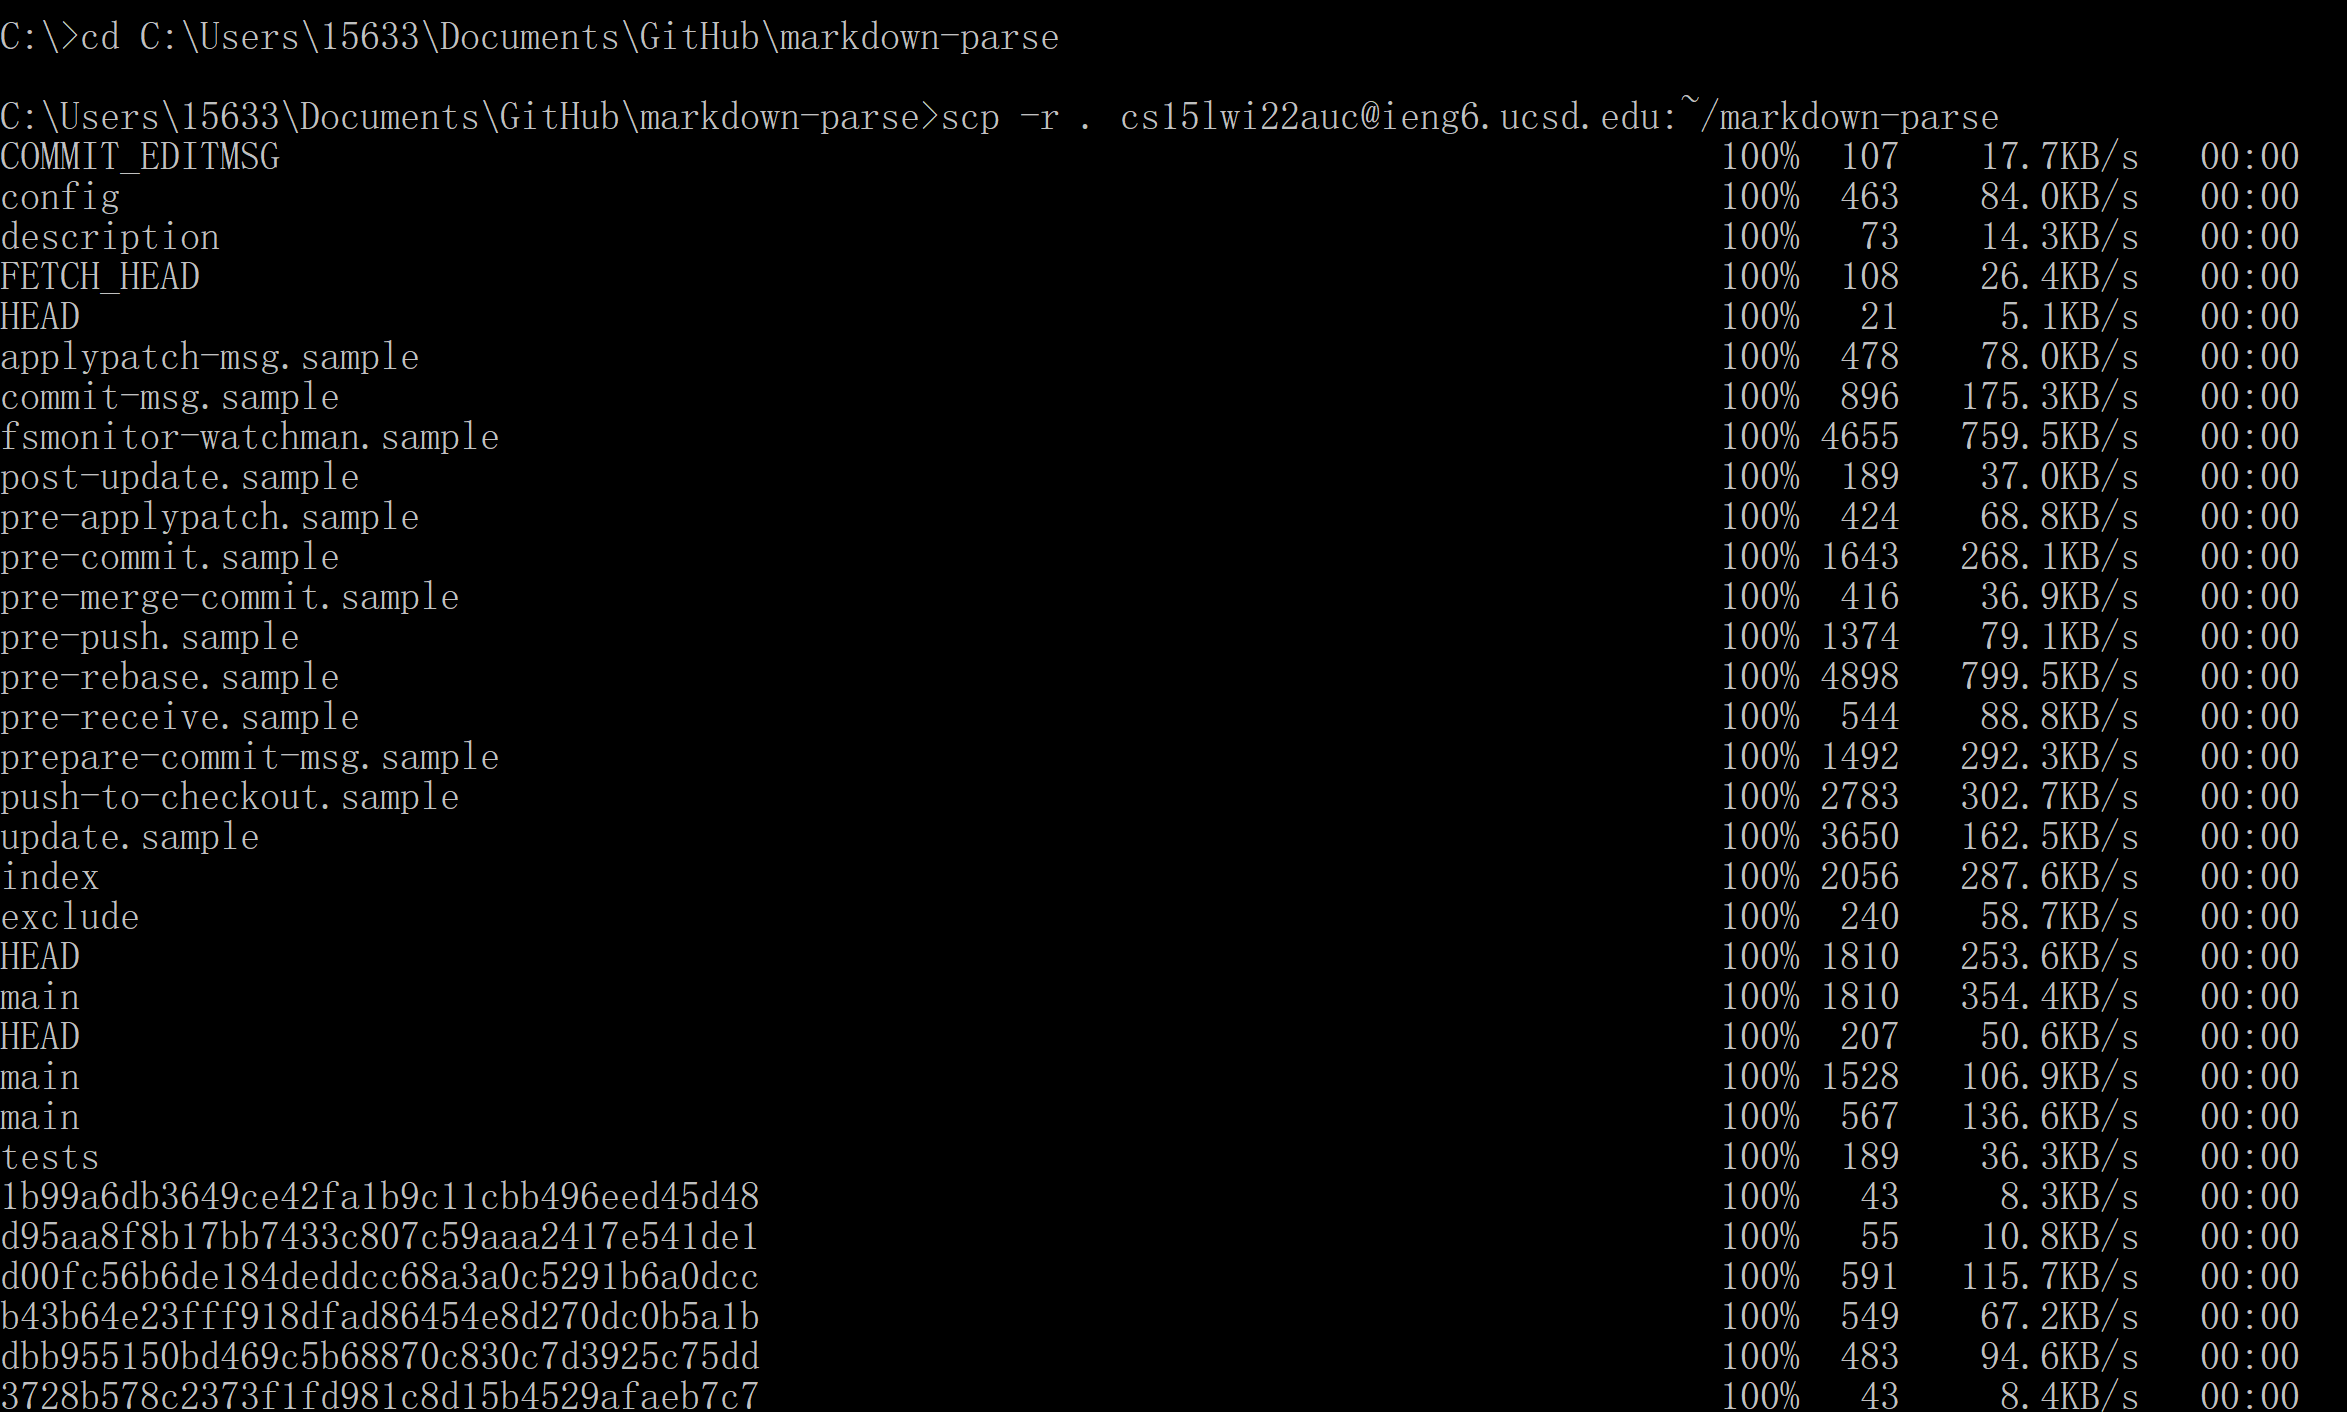 C:\>cd C:\Users\15633\Documents\GitHub\markdown-parse
C:\Users\15633\Documents\GitHub\markdown-parse>scp -r . cs15lwi22auc@ieng6.ucsd.edu:~/markdown-parse
COMMIT_EDITMSG 100% 107 17.7KB/s 00:00
config 100% 463 84.0KB/s 00:00
description 100% 73 14.3KB/s 00:00
FETCH_HEAD 100% 108 26.4KB/s 00:00
HEAD 100% 21 5.1KB/s 00:00
applypatch-msg.sample 100% 478 78.0KB/s 00:00
commit-msg.sample 100% 896 175.3KB/s 00:00
fsmonitor-watchman.sample 100% 4655 759.5KB/s 00:00
post-update.sample 100% 189 37.0KB/s 00:00
pre-applypatch.sample 100% 424 68.8KB/s 00:00
pre-commit.sample 100% 1643 268.1KB/s 00:00
pre-merge-commit.sample 100% 416 36.9KB/s 00:00
pre-push.sample 100% 1374 79.1KB/s 00:00
pre-rebase.sample 100% 4898 799.5KB/s 00:00
pre-receive.sample 100% 544 88.8KB/s 00:00
prepare-commit-msg.sample 100% 1492 292.3KB/s 00:00
push-to-checkout.sample 100% 2783 302.7KB/s 00:00
update.sample 100% 3650 162.5KB/s 00:00
index 100% 2056 287.6KB/s 00:00
exclude 100% 240 58.7KB/s 00:00
HEAD 100% 1810 253.6KB/s 00:00
main 100% 1810 354.4KB/s 00:00
HEAD 100% 207 50.6KB/s 00:00
main 100% 1528 106.9KB/s 00:00
main 100% 567 136.6KB/s 00:00
tests 100% 189 36.3KB/s 00:00
1b99a6db3649ce42fa1b9c11cbb496eed45d48 100% 43 8.3KB/s 00:00
d95aa8f8b17bb7433c807c59aaa2417e541de1 100% 55 10.8KB/s 00:00
d00fc56b6de184deddcc68a3a0c5291b6a0dcc 100% 591 115.7KB/s 00:00
b43b64e23fff918dfad86454e8d270dc0b5a1b 100% 549 67.2KB/s 00:00
dbb955150bd469c5b68870c830c7d3925c75dd 100% 483 94.6KB/s 00:00
3728b578c2373f1fd981c8d15b4529afaeb7c7 100% 43 8.4KB/s 00:00